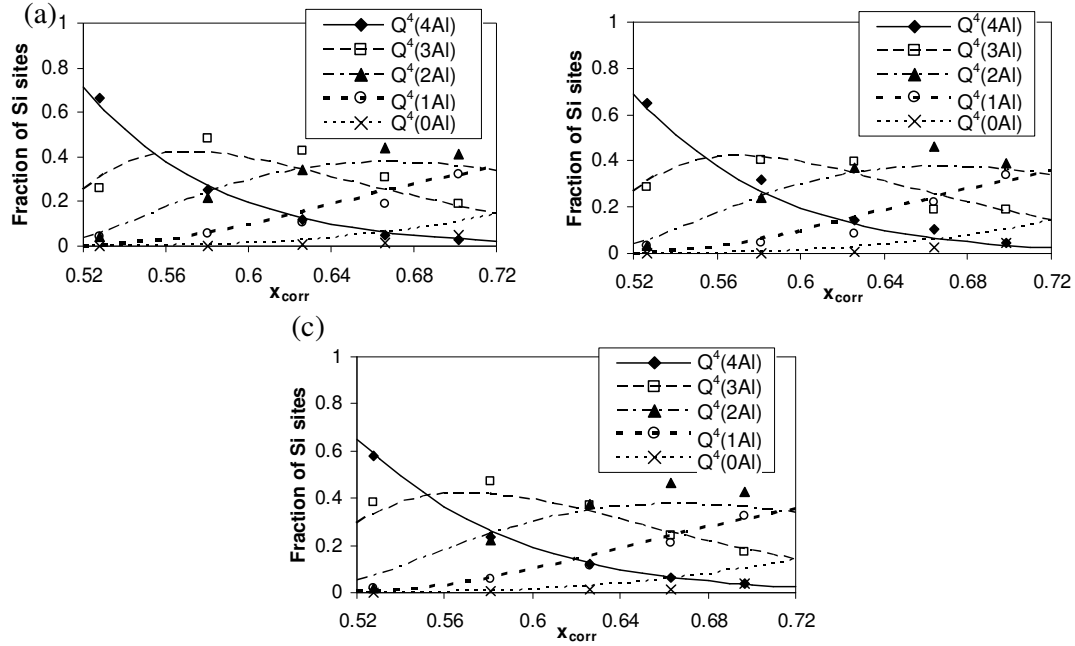 (a)
1
0.8
0.6
0.4
0.2
0
0.52 0.56 0.6 0.64 0.68 0.72
x_corr
Fraction of Si sites
Q⁴(4Al)
Q⁴(3Al)
Q⁴(2Al)
Q⁴(1Al)
Q⁴(0Al)
1
0.8
0.6
0.4
0.2
0
0.52 0.56 0.6 0.64 0.68 0.72
x_corr
Fraction of Si sites
Q⁴(4Al)
Q⁴(3Al)
Q⁴(2Al)
Q⁴(1Al)
Q⁴(0Al)
(c)
1
0.8
0.6
0.4
0.2
0
0.52 0.56 0.6 0.64 0.68 0.72
x_corr
Fraction of Si sites
Q⁴(4Al)
Q⁴(3Al)
Q⁴(2Al)
Q⁴(1Al)
Q⁴(0Al)